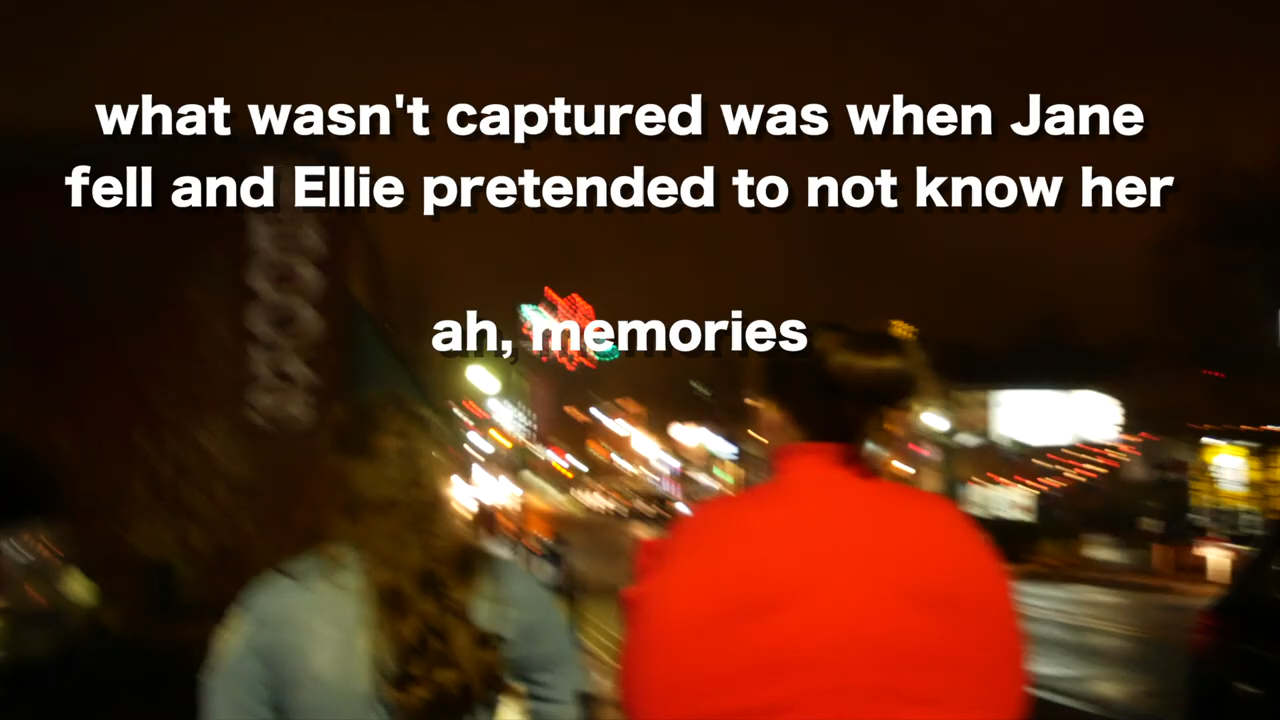 what wasn't captured was when Jane
fell and Ellie pretended to not know her
ah, memories